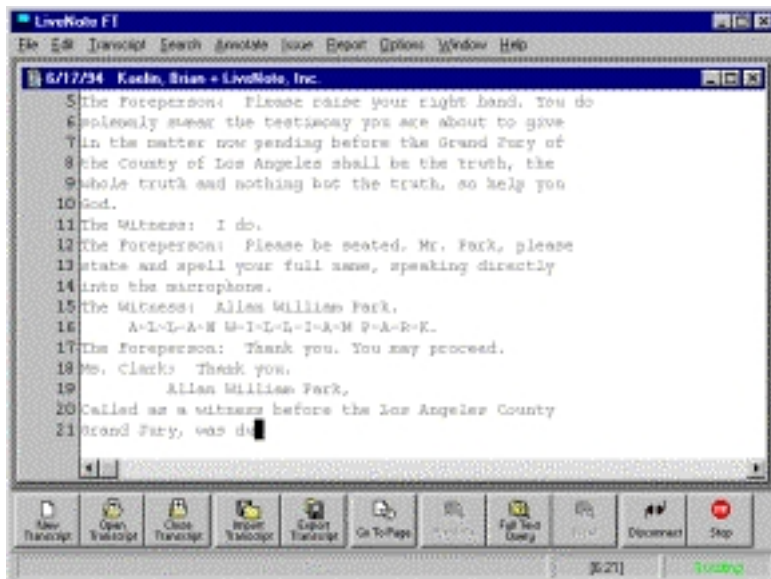 LiveNote FT
File Edit Transcript Search Annotate Issue Report Options Window Help
6/17/94 Kaelin, Brian + LiveNote, Inc.
5 The Foreperson: Please raise your right hand. You do
6 solemnly swear the testimony you are about to give
7 in the matter now pending before the Grand Jury of
8 the County of Los Angeles shall be the truth, the
9 whole truth and nothing but the truth, so help you
10 God.
11 The Witness: I do.
12 The Foreperson: Please be seated, Mr. Park, please
13 state and spell your full name, speaking directly
14 into the microphone.
15 The Witness: Allan William Park.
16 A-L-L-A-N W-I-L-L-I-A-M P-A-R-K.
17 The Foreperson: Thank you. You may proceed.
18 Ms. Clark: Thank you.
19 Allan William Park,
20 Called as a witness before the Los Angeles County
21 Grand Jury, was du
New Transcript Open Transcript Close Transcript Import Transcript Export Transcript Go To Page Full Text Query Disconnect Stop
[6:21]